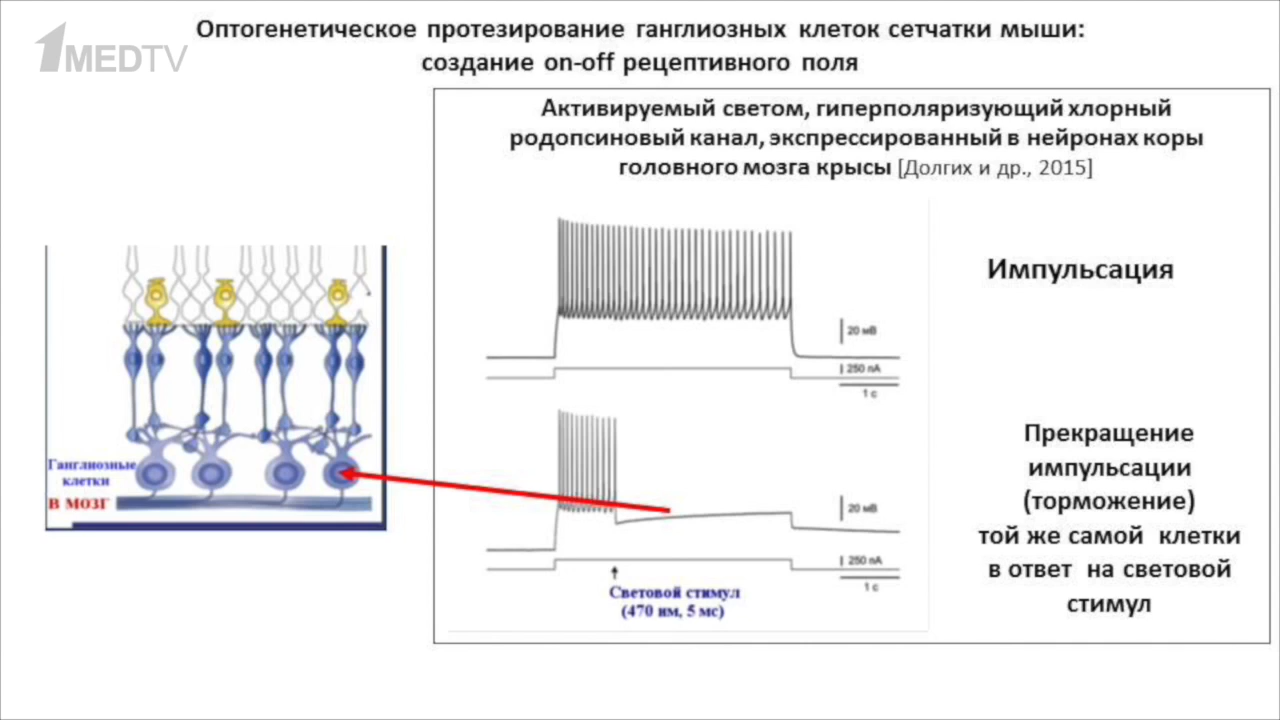 1MEDTV
Оптогенетическое протезирование ганглиозных клеток сетчатки мыши:
создание on-off рецептивного поля
Активируемый светом, гиперполяризующий хлорный
родопсиновый канал, экспрессированный в нейронах коры
головного мозга крысы [Долгих и др., 2015]
Импульсация
20 мВ
250 пА
1 с
Ганглиозные
клетки
в мозг
Прекращение
импульсации
(торможение)
той же самой клетки
в ответ на световой
стимул
20 мВ
250 пА
1 с
Световой стимул
(470 нм, 5 мс)